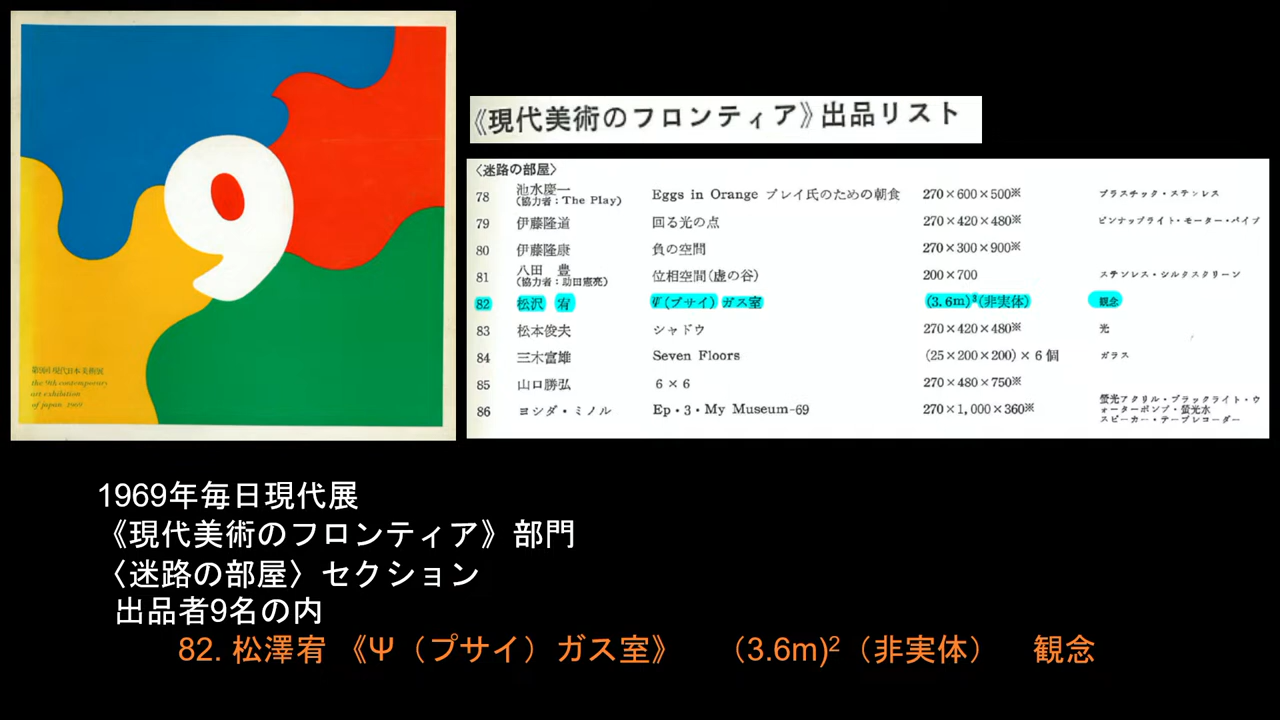 9
第9回現代日本美術展
the 9th contemporary
art exhibition
of japan 1969
《現代美術のフロンティア》出品リスト
〈迷路の部屋〉
78 池水慶一 Eggs in Orange プレイ氏のための朝食 270×600×500※ プラスチック・ステンレス
(協力者：The Play)
79 伊藤隆道 回る光の点 270×420×480※ ピンナップライト・モーター・パイプ
80 伊藤隆康 負の空間 270×300×900※
81 八田 豊 位相空間(虚の谷) 200×700 ステンレス・シルクスクリーン
(協力者：助田憲亮)
82 松沢 宥 Ψ(プサイ) ガス室 (3.6m)³(非実体) 観念
83 松本俊夫 シャドウ 270×420×480※ 光
84 三木富雄 Seven Floors (25×200×200)×6個 ガラス
85 山口勝弘 6×6 270×480×750※
86 ヨシダ・ミノル Ep・3・My Museum-69 270×1,000×360※ 螢光アクリル・ブラックライト・ウ
ォーターポンプ・螢光水
スピーカー・テープレコーダー
1969年毎日現代展
《現代美術のフロンティア》部門
〈迷路の部屋〉セクション
出品者9名の内
82. 松澤宥 《Ψ（プサイ）ガス室》 （3.6m)²（非実体） 観念